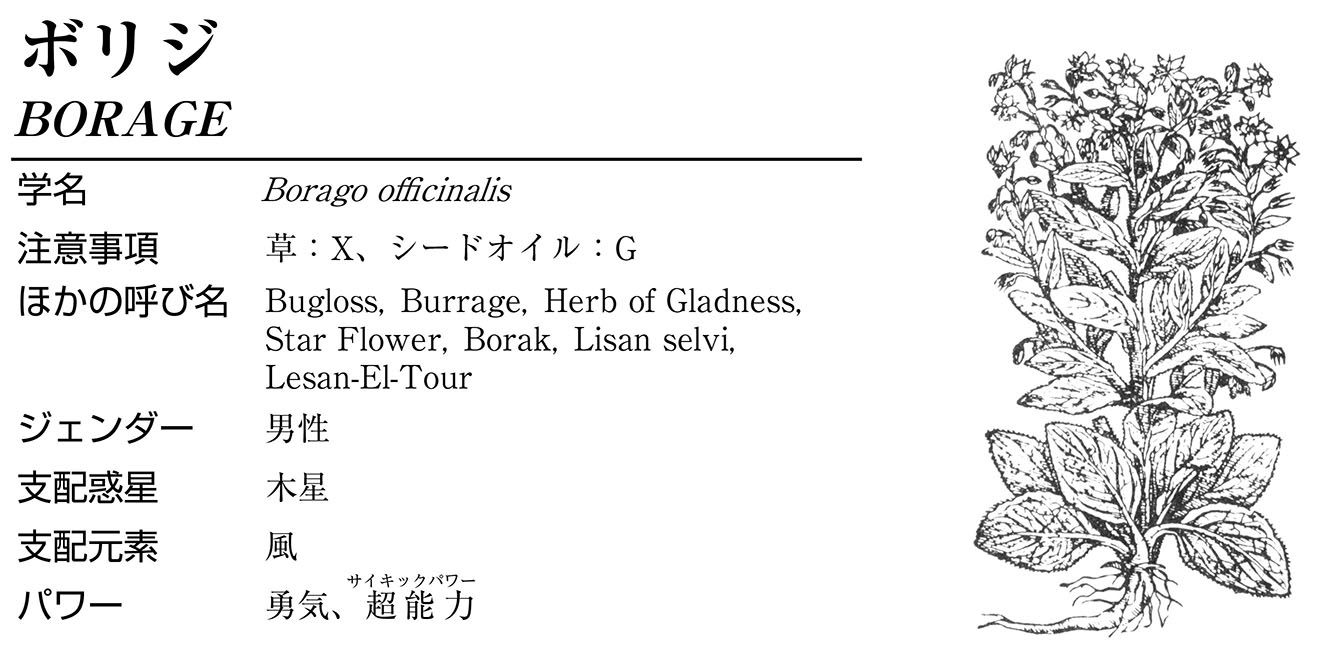 ボリジ
BORAGE
学名 Borago officinalis
注意事項 草：X、シードオイル：G
ほかの呼び名 Bugloss, Burrage, Herb of Gladness,
Star Flower, Borak, Lisan selvi,
Lesan-El-Tour
ジェンダー 男性
支配惑星 木星
支配元素 風
サイキックパワー
パワー 勇気、超能力